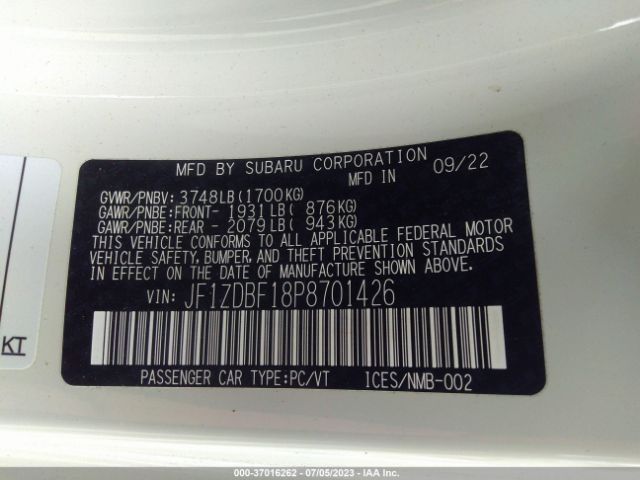 MFD BY SUBARU CORPORATION
MFD IN 09/22
GVWR/PNBV: 3748LB(1700KG)
GAWR/PNBE: FRONT- 1931LB( 876KG)
GAWR/PNBE: REAR - 2079LB( 943KG)
THIS VEHICLE CONFORMS TO ALL APPLICABLE FEDERAL MOTOR
VEHICLE SAFETY, BUMPER, AND THEFT PREVENTION STANDARDS
IN EFFECT ON THE DATE OF MANUFACTURE SHOWN ABOVE.
VIN: JF1ZDBF18P8701426
PASSENGER CAR TYPE:PC/VT 1CES/NMB-002
KT
000-37016262 - 07/05/2023 - IAA Inc.